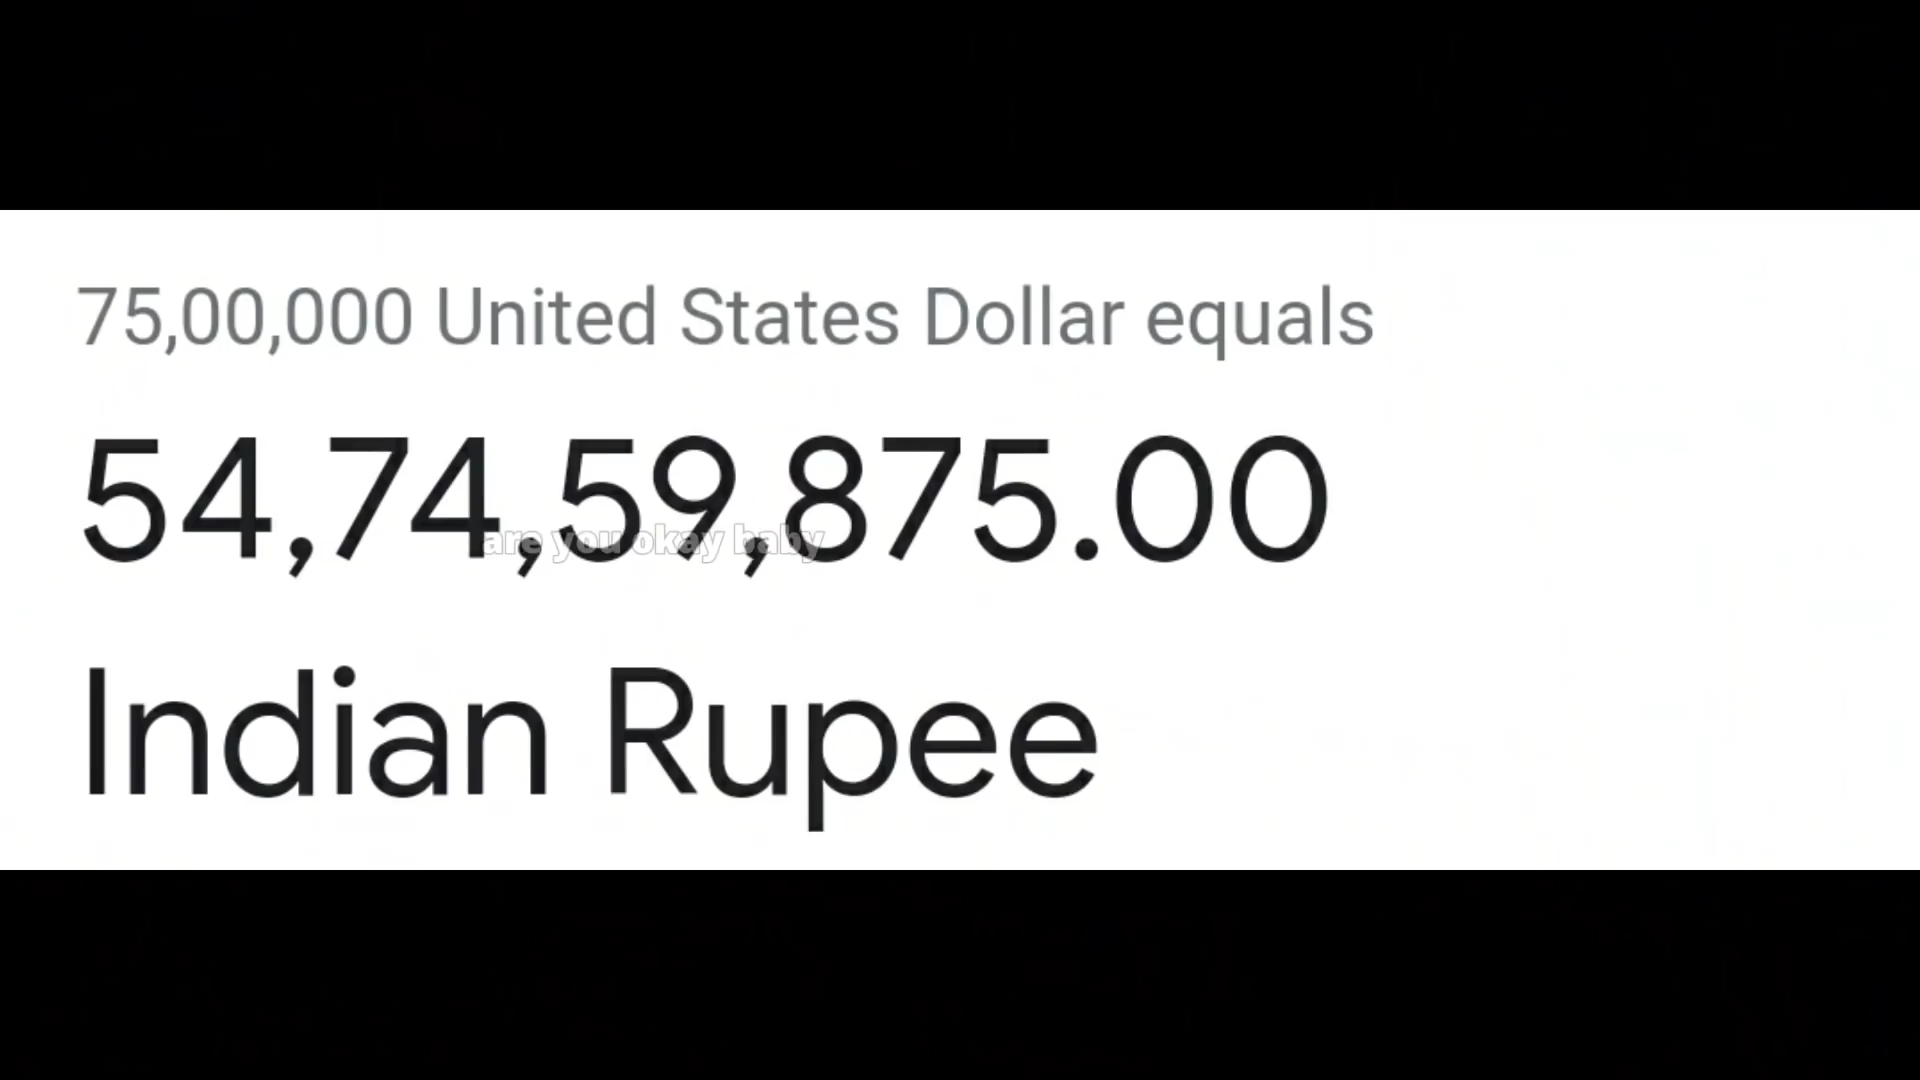 75,00,000 United States Dollar equals
54,74,59,875.00
are you okay baby
Indian Rupee